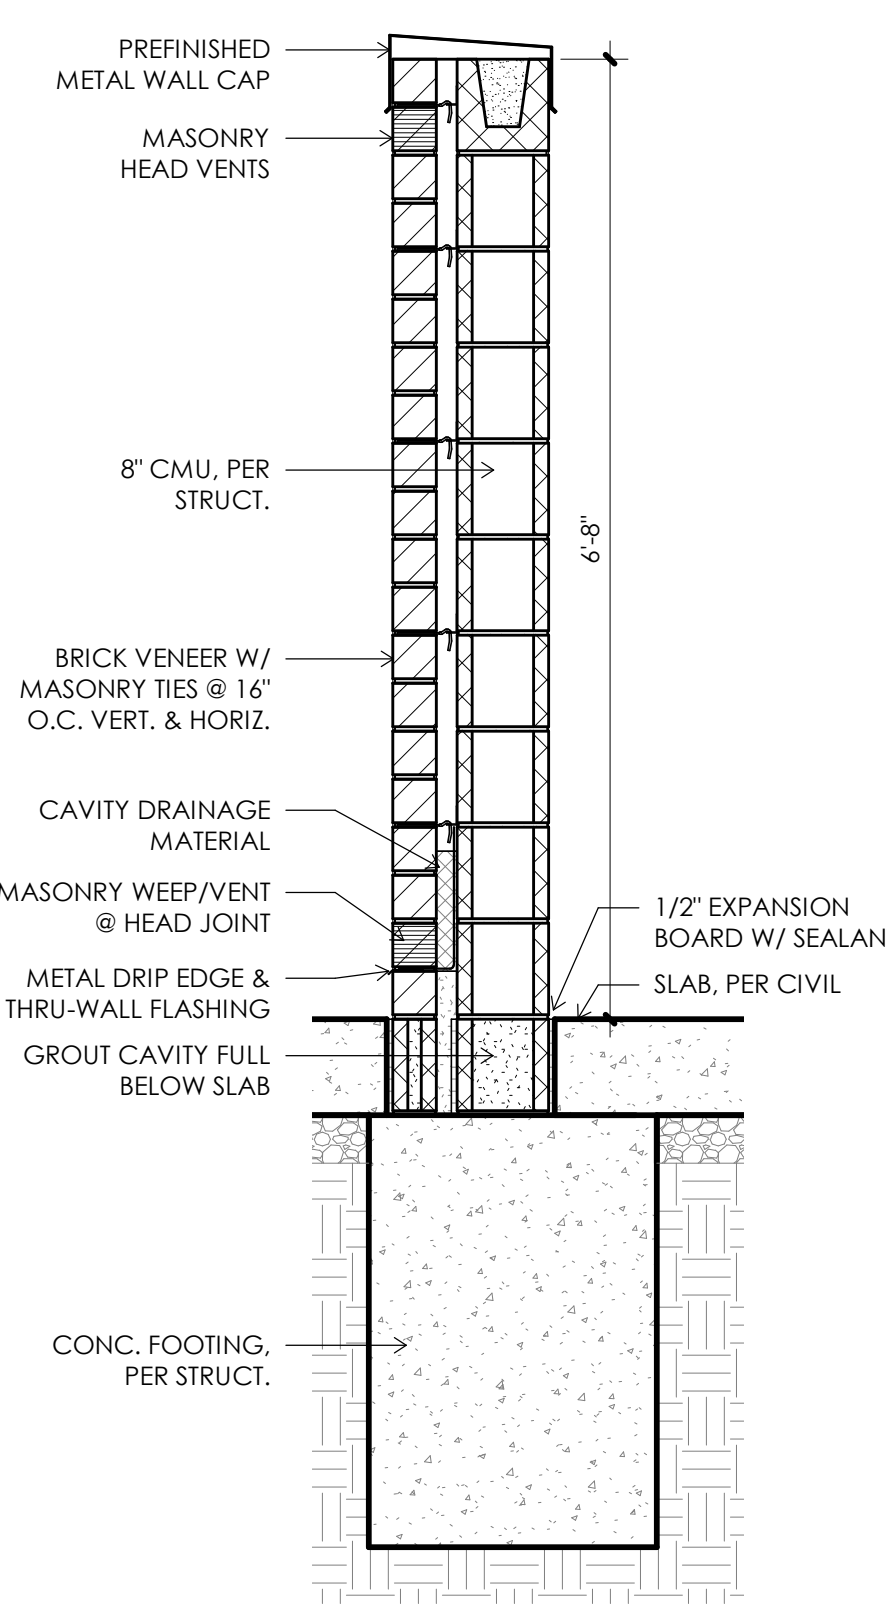 PREFINISHED
METAL WALL CAP
MASONRY
HEAD VENTS
8" CMU, PER
STRUCT.
6'-8"
BRICK VENEER W/
MASONRY TIES @ 16"
O.C. VERT. & HORIZ.
CAVITY DRAINAGE
MATERIAL
MASONRY WEEP/VENT
@ HEAD JOINT
METAL DRIP EDGE &
THRU-WALL FLASHING
GROUT CAVITY FULL
BELOW SLAB
1/2" EXPANSION
BOARD W/ SEALAN
SLAB, PER CIVIL
CONC. FOOTING,
PER STRUCT.